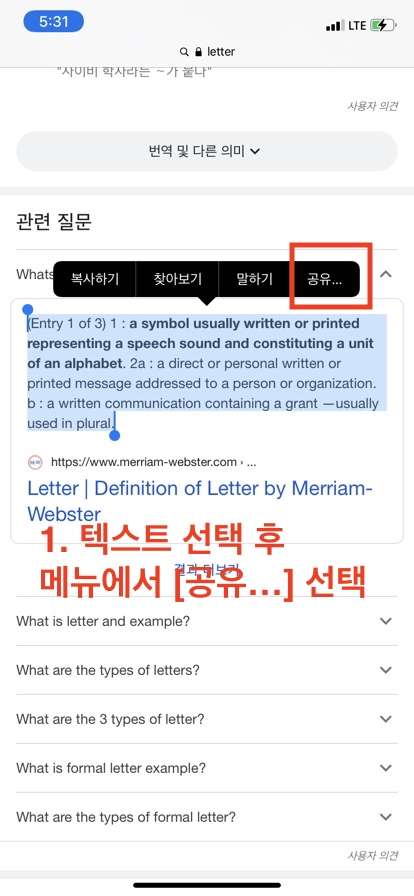 5:31
LTE
letter
"사이비 학사라는 ~가 붙다"
사용자 의견
번역 및 다른 의미
관련 질문
Whats
복사하기 찾아보기 말하기 공유...
(Entry 1 of 3) 1 : a symbol usually written or printed
representing a speech sound and constituting a unit
of an alphabet. 2a : a direct or personal written or
printed message addressed to a person or organization.
b : a written communication containing a grant —usually
used in plural.
https://www.merriam-webster.com › ...
Letter | Definition of Letter by Merriam-
Webster
1. 텍스트 선택 후
결과 더보기
메뉴에서 [공유...] 선택
What is letter and example?
What are the types of letters?
What are the 3 types of letter?
What is formal letter example?
What are the types of formal letter?
사용자 의견